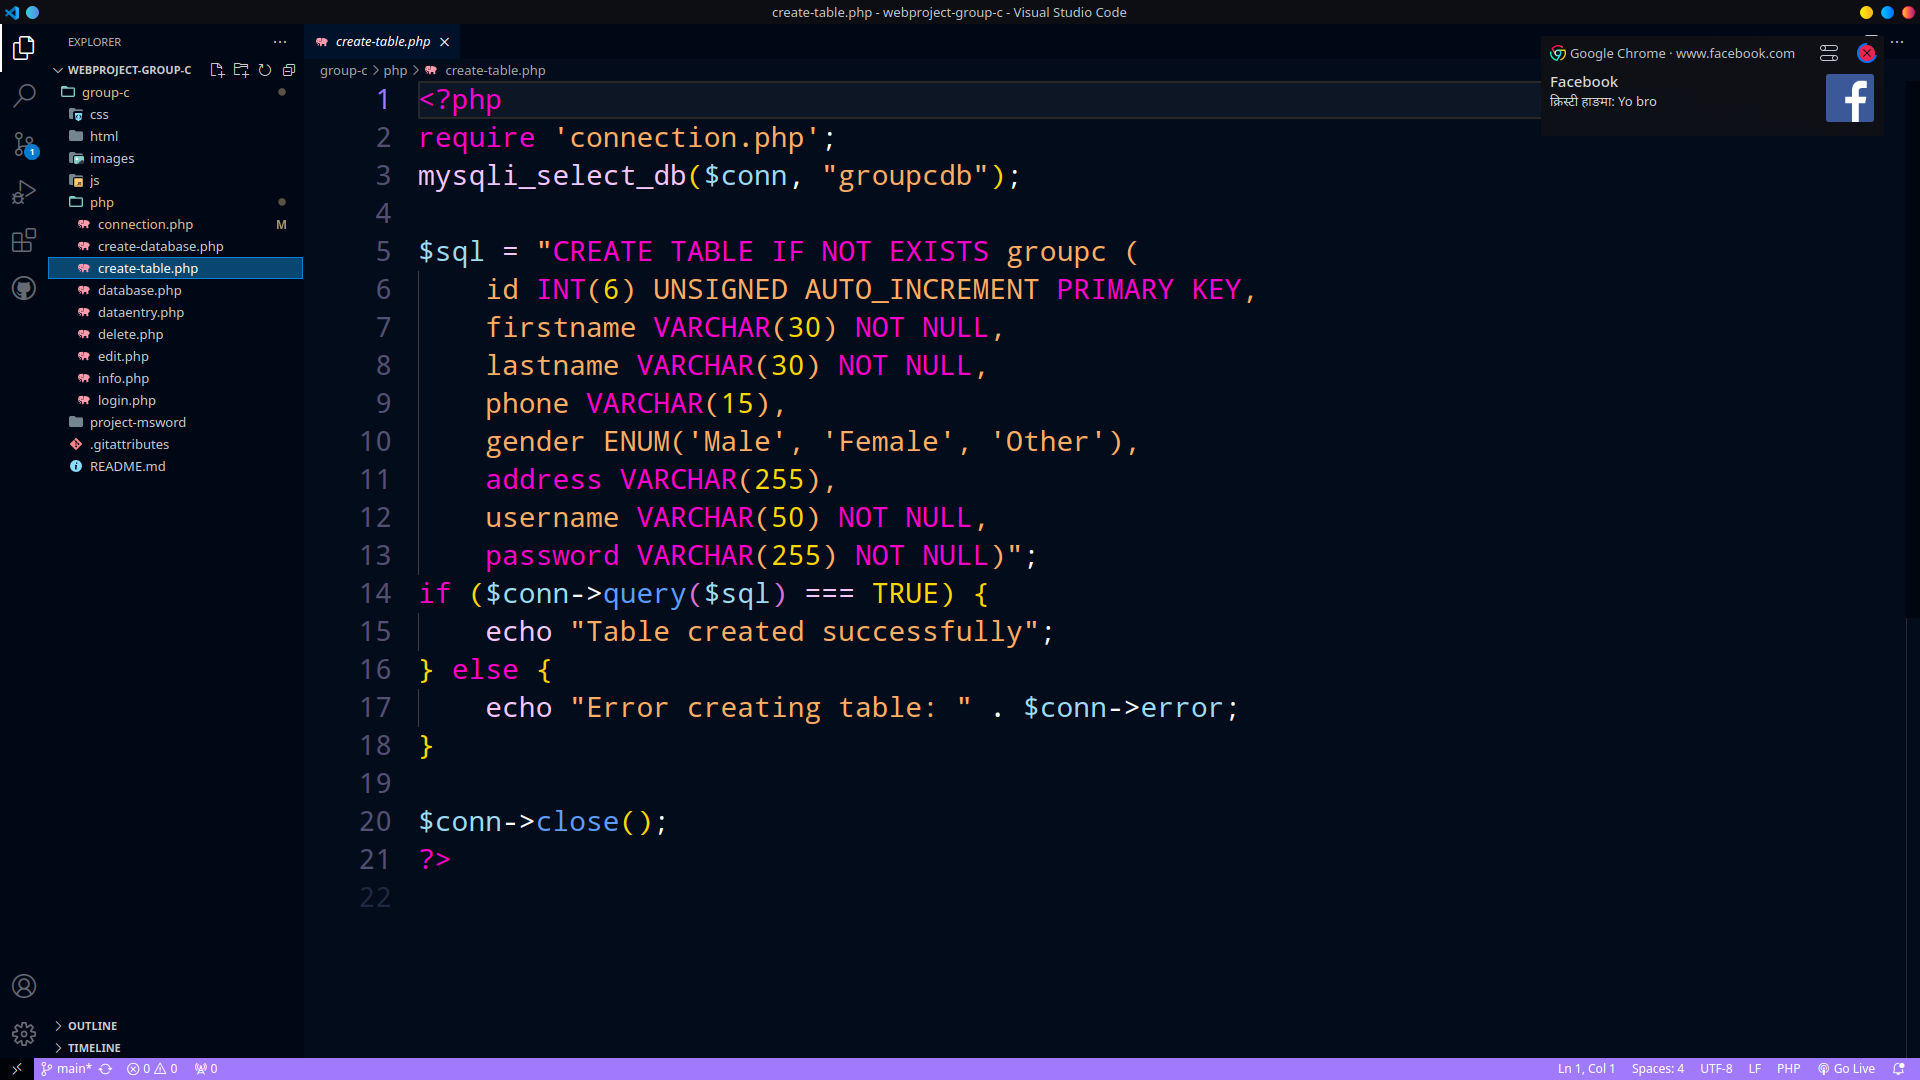 create-table.php - webproject-group-c - Visual Studio Code
EXPLORER
WEBPROJECT-GROUP-C
group-c
css
html
images
js
php
connection.php M
create-database.php
create-table.php
database.php
dataentry.php
delete.php
edit.php
info.php
login.php
project-msword
.gitattributes
README.md
OUTLINE
TIMELINE
1
create-table.php
group-c > php > create-table.php
Google Chrome · www.facebook.com
Facebook
क्रिस्टी हाङमा: Yo bro
1 <?php
2 require 'connection.php';
3 mysqli_select_db($conn, "groupcdb");
4
5 $sql = "CREATE TABLE IF NOT EXISTS groupc (
6 id INT(6) UNSIGNED AUTO_INCREMENT PRIMARY KEY,
7 firstname VARCHAR(30) NOT NULL,
8 lastname VARCHAR(30) NOT NULL,
9 phone VARCHAR(15),
10 gender ENUM('Male', 'Female', 'Other'),
11 address VARCHAR(255),
12 username VARCHAR(50) NOT NULL,
13 password VARCHAR(255) NOT NULL)";
14 if ($conn->query($sql) === TRUE) {
15 echo "Table created successfully";
16 } else {
17 echo "Error creating table: " . $conn->error;
18 }
19
20 $conn->close();
21 ?>
22
main* 0 0 0
Ln 1, Col 1 Spaces: 4 UTF-8 LF PHP Go Live